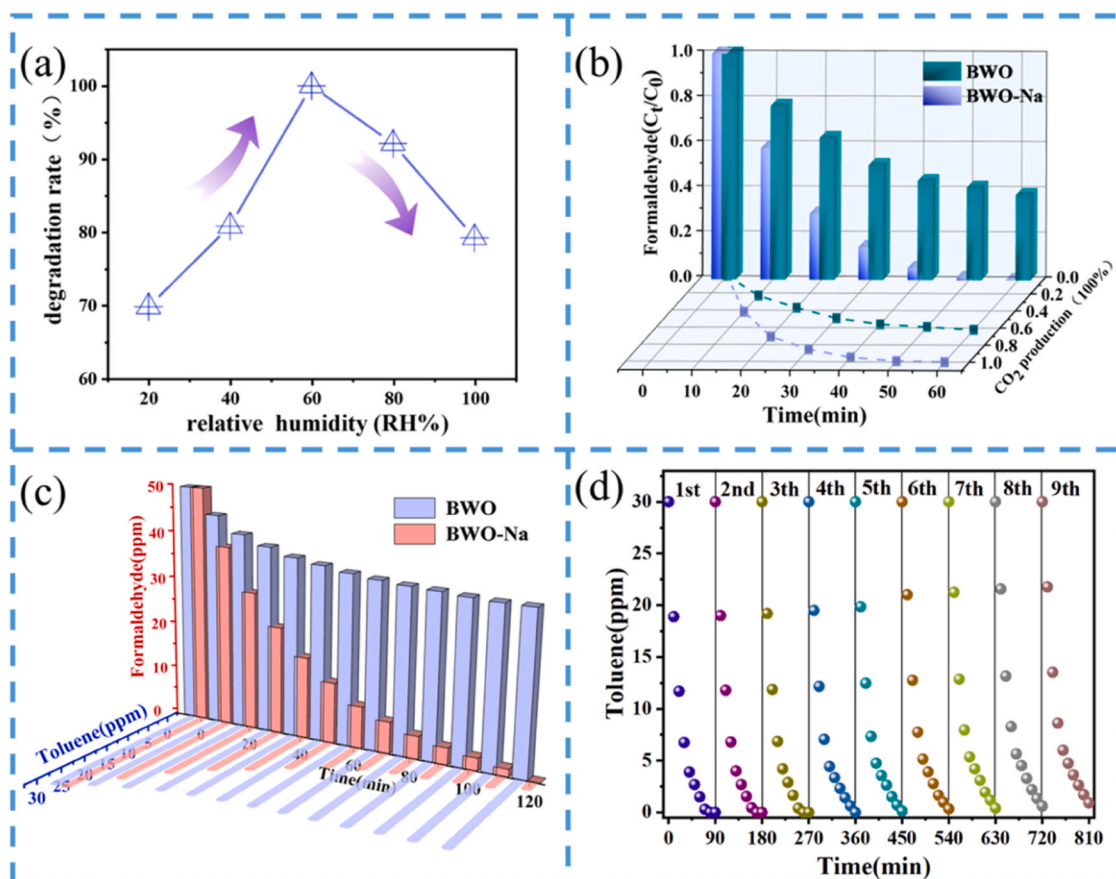 (a)
degradation rate (%)
100
90
80
70
60
20 40 60 80 100
relative humidity (RH%)
(b)
Formaldehyde(Ct/C0)
1.0
0.8
0.6
0.4
0.2
0.0
BWO
BWO-Na
0.0
0.2
0.4
0.6
0.8
1.0
CO2 production (100%)
0 10 20 30 40 50 60
Time(min)
(c)
Formaldehyde(ppm)
50
40
30
20
10
0
BWO
BWO-Na
Toluene(ppm)
30 25 20 15 10 5 0
0 20 40 60 80 100 120
Time(min)
(d)
1st 2nd 3th 4th 5th 6th 7th 8th 9th
Toluene(ppm)
30
25
20
15
10
5
0
0 90 180 270 360 450 540 630 720 810
Time(min)